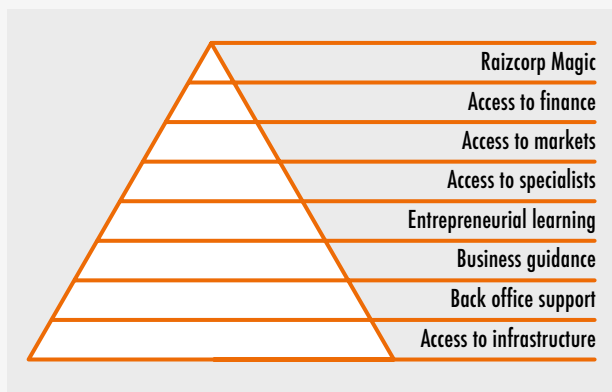 Raizcorp Magic
Access to finance
Access to markets
Access to specialists
Entrepreneurial learning
Business guidance
Back office support
Access to infrastructure